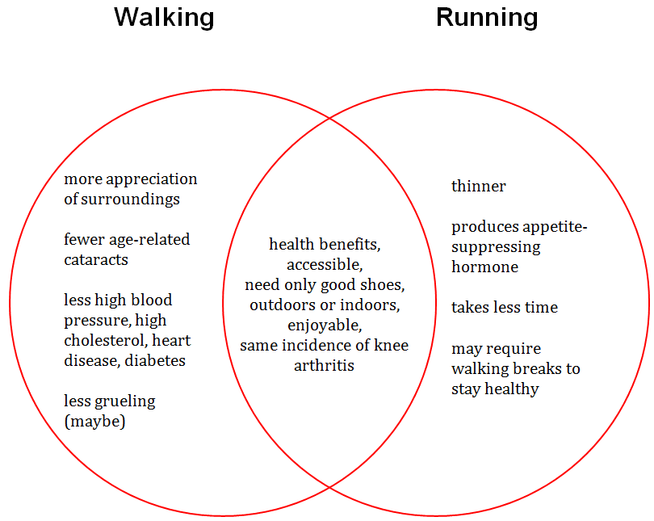 Walking
Running
more appreciation
of surroundings
fewer age-related
cataracts
less high blood
pressure, high
cholesterol, heart
disease, diabetes
less grueling
(maybe)
health benefits,
accessible,
need only good shoes,
outdoors or indoors,
enjoyable,
same incidence of knee
arthritis
thinner
produces appetite-
suppressing
hormone
takes less time
may require
walking breaks to
stay healthy